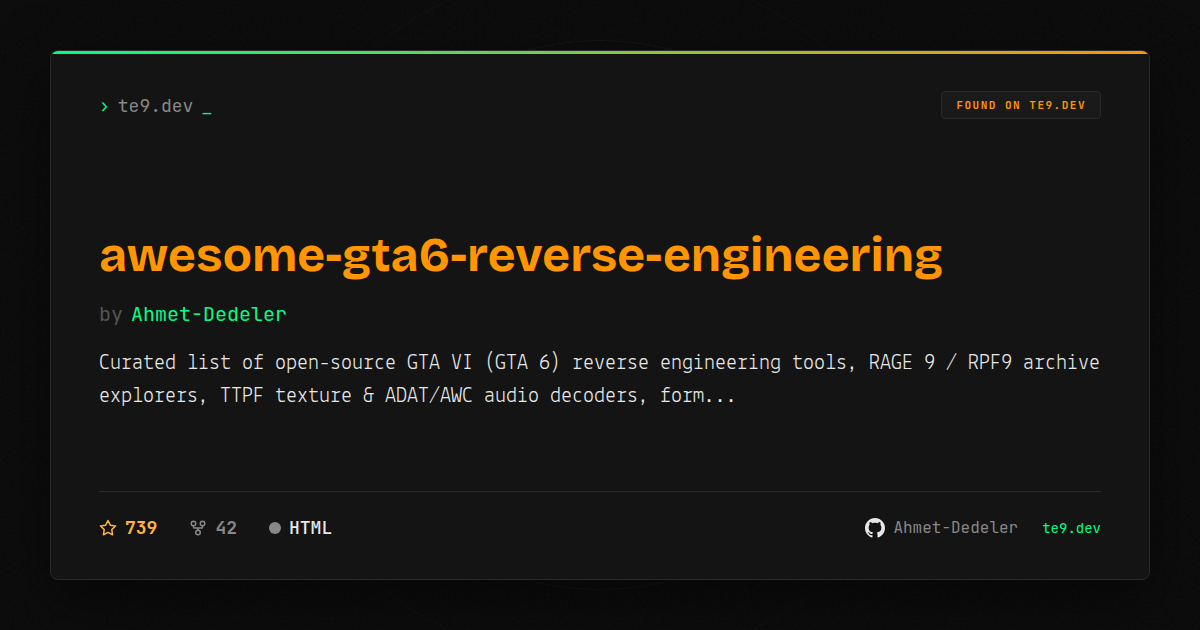 › te9.dev _
FOUND ON TE9.DEV
awesome-gta6-reverse-engineering
by Ahmet-Dedeler
Curated list of open-source GTA VI (GTA 6) reverse engineering tools, RAGE 9 / RPF9 archive
explorers, TTPF texture & ADAT/AWC audio decoders, form...
739 42 HTML
Ahmet-Dedeler te9.dev